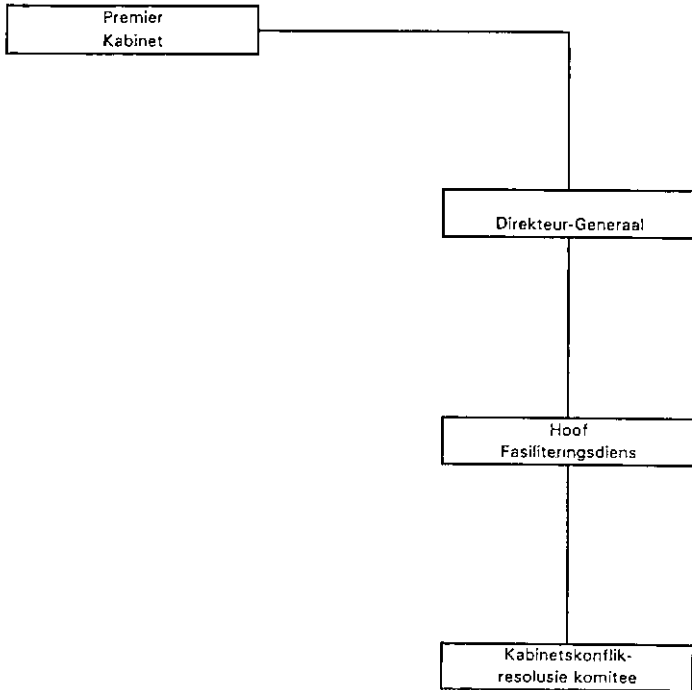 Premier
Kabinet
Direkteur-Generaal
Hoof
Fasiliteringsdiens
Kabinetskonflik-
resolusie komitee